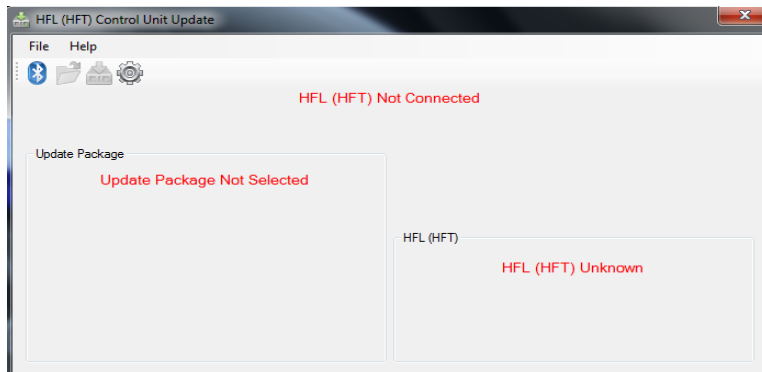 HFL (HFT) Control Unit Update
File Help
HFL (HFT) Not Connected
Update Package
Update Package Not Selected
HFL (HFT)
HFL (HFT) Unknown